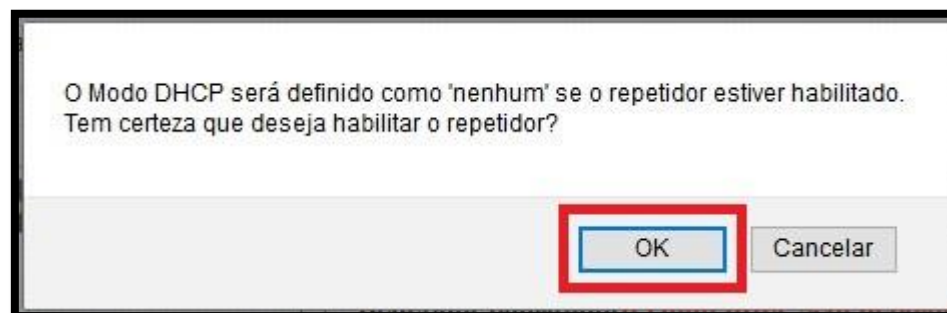 O Modo DHCP será definido como 'nenhum' se o repetidor estiver habilitado.
Tem certeza que deseja habilitar o repetidor?
OK
Cancelar